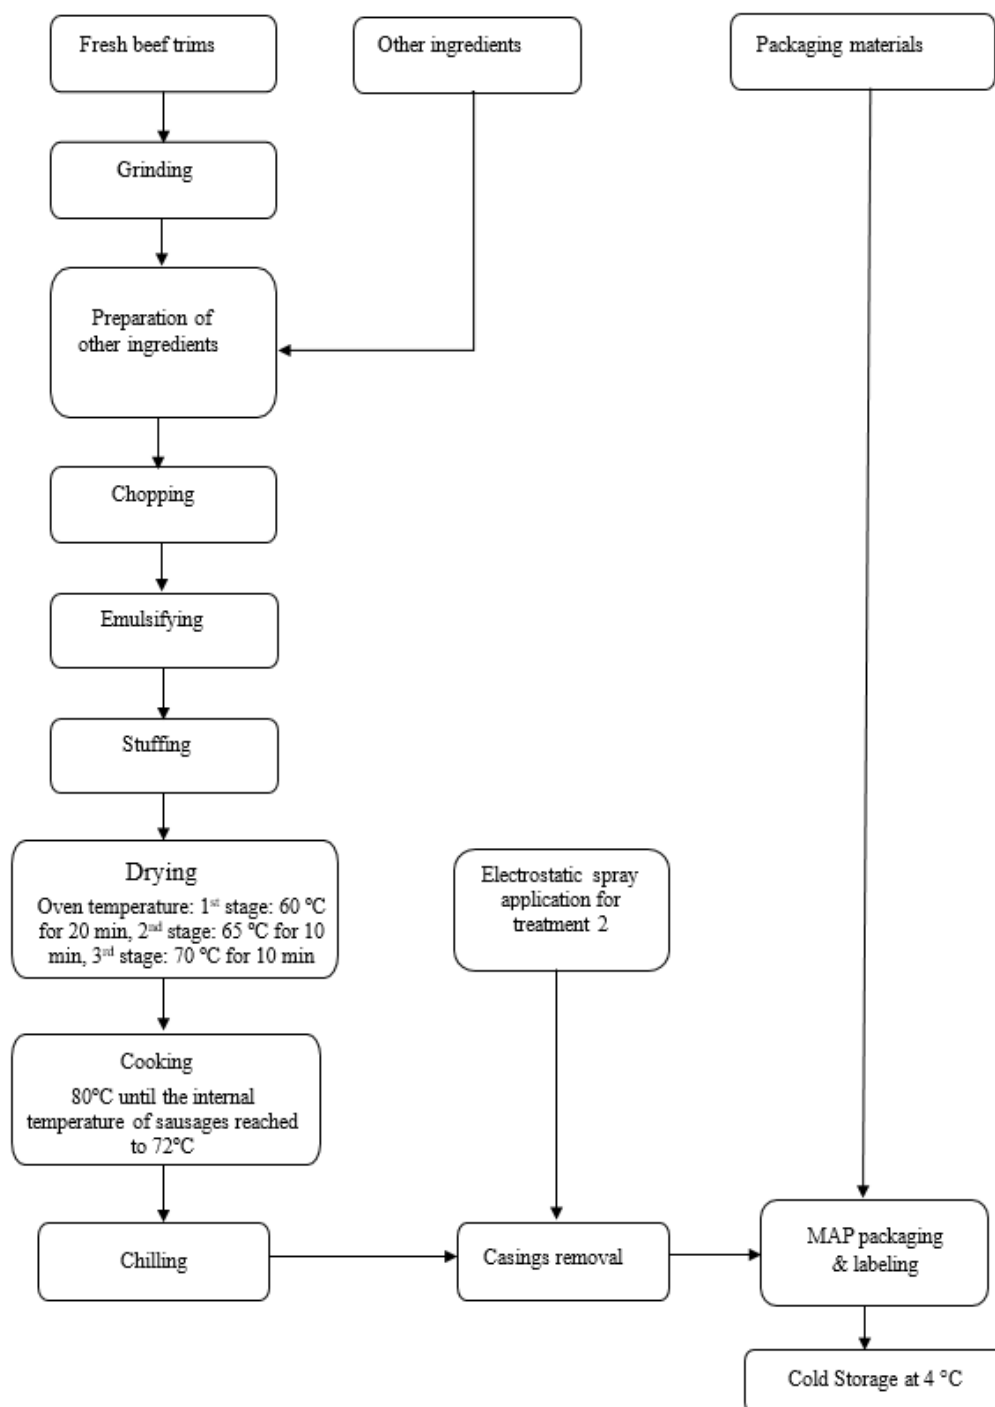 Fresh beef trims
Other ingredients
Packaging materials
Grinding
Preparation of
other ingredients
Chopping
Emulsifying
Stuffing
Drying
Oven temperature: 1st stage: 60 °C
for 20 min, 2nd stage: 65 °C for 10
min, 3rd stage: 70 °C for 10 min
Electrostatic spray
application for
treatment 2
Cooking
80°C until the internal
temperature of sausages reached
to 72°C
Chilling
Casings removal
MAP packaging
& labeling
Cold Storage at 4 °C